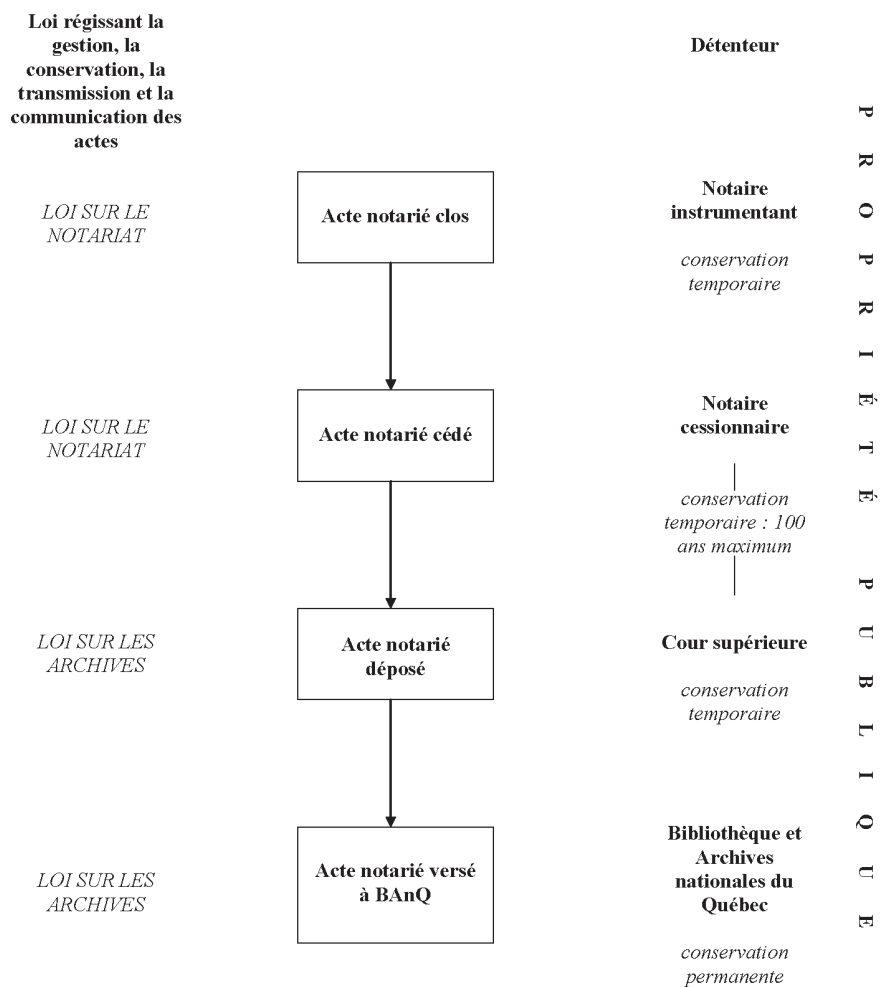 Loi régissant la
gestion, la
conservation, la
transmission et la
communication des
actes
Détenteur
LOI SUR LE
NOTARIAT
Acte notarié clos
Notaire
instrumentant
conservation
temporaire
LOI SUR LE
NOTARIAT
Acte notarié cédé
Notaire
cessionnaire
conservation
temporaire : 100
ans maximum
LOI SUR LES
ARCHIVES
Acte notarié
déposé
Cour supérieure
conservation
temporaire
LOI SUR LES
ARCHIVES
Acte notarié versé
à BAnQ
Bibliothèque et
Archives
nationales du
Québec
conservation
permanente
PROPRIÉTÉ PUBLIQUE